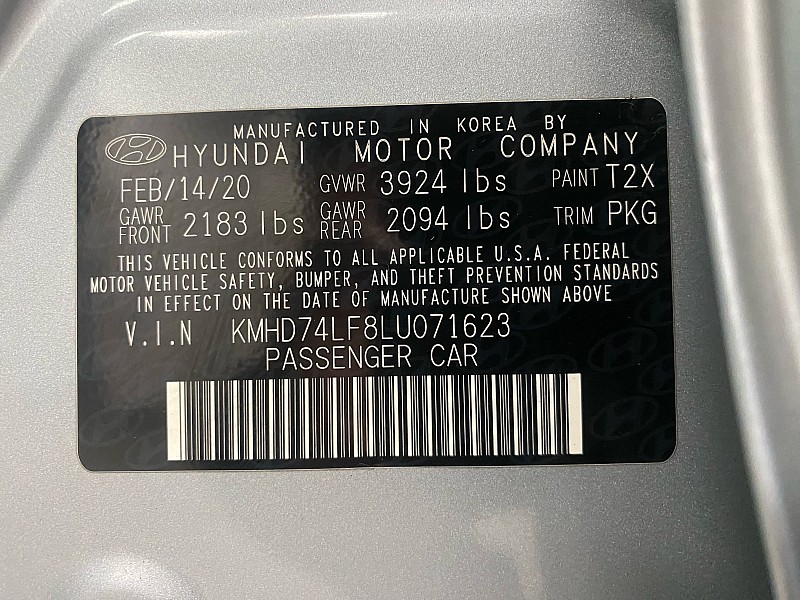 MANUFACTURED IN KOREA BY
HYUNDAI MOTOR COMPANY
FEB/14/20 GVWR 3924 lbs PAINT T2X
GAWR FRONT 2183 lbs GAWR REAR 2094 lbs TRIM PKG
THIS VEHICLE CONFORMS TO ALL APPLICABLE U.S.A. FEDERAL
MOTOR VEHICLE SAFETY, BUMPER, AND THEFT PREVENTION STANDARDS
IN EFFECT ON THE DATE OF MANUFACTURE SHOWN ABOVE
V.I.N KMHD74LF8LU071623
PASSENGER CAR